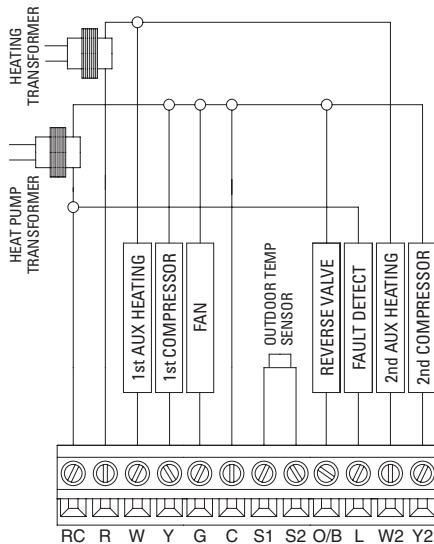 HEATING
TRANSFORMER
HEAT PUMP
TRANSFORMER
1st AUX HEATING
1st COMPRESSOR
FAN
OUTDOOR TEMP
SENSOR
REVERSE VALVE
FAULT DETECT
2nd AUX HEATING
2nd COMPRESSOR
RC R W Y G C S1 S2 O/B L W2 Y2